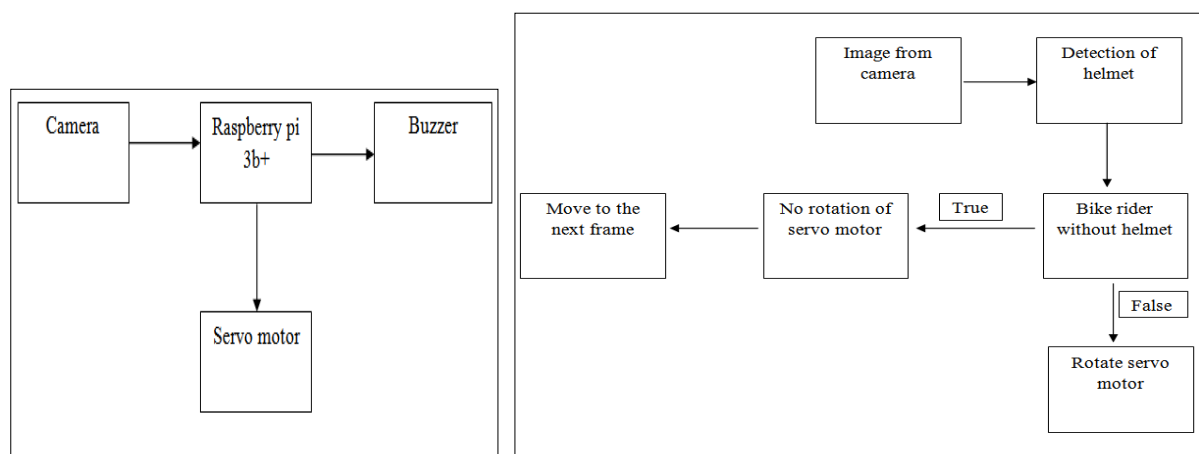 Camera
Raspberry pi
3b+
Buzzer
Servo motor
Image from
camera
Detection of
helmet
Move to the
next frame
No rotation of
servo motor
True
Bike rider
without helmet
False
Rotate servo
motor